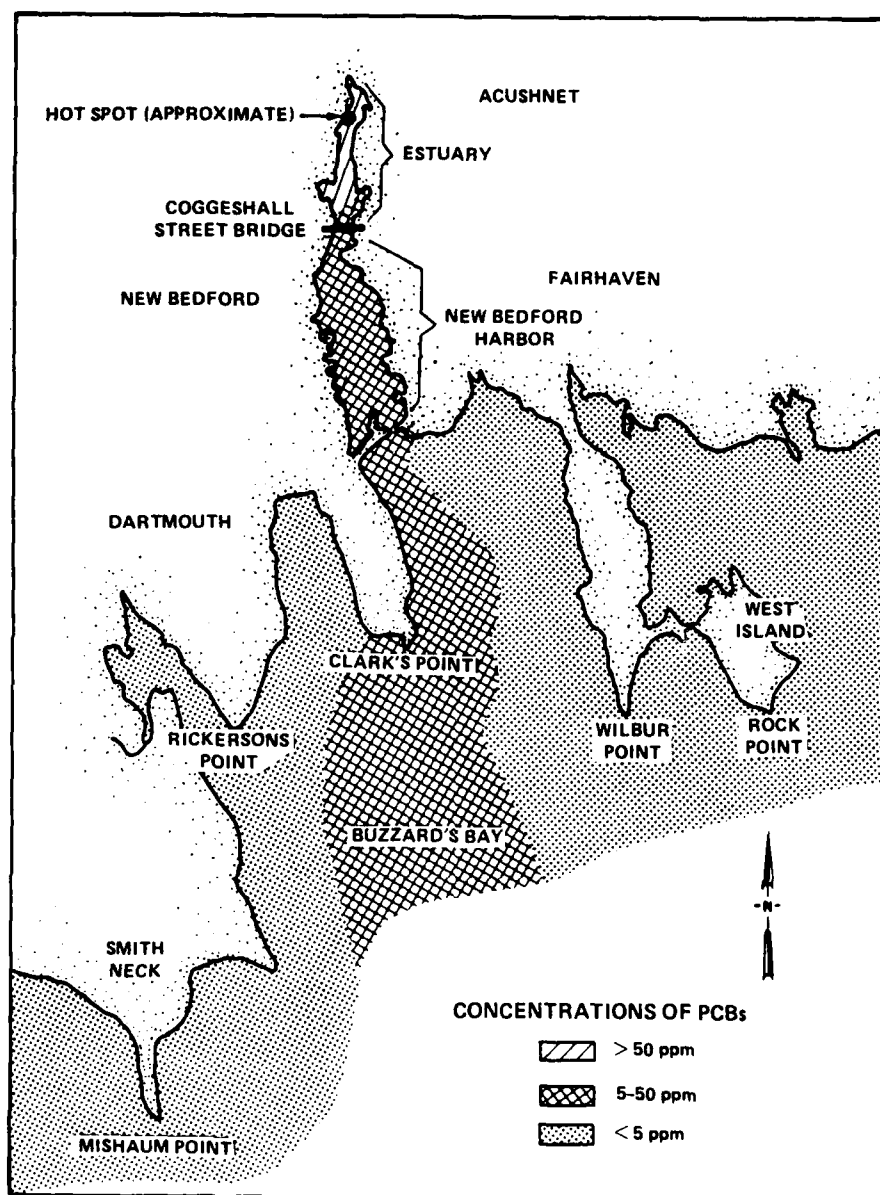 ACUSHNET
HOT SPOT (APPROXIMATE)
ESTUARY
COGGESHALL
STREET BRIDGE
NEW BEDFORD
FAIRHAVEN
NEW BEDFORD
HARBOR
DARTMOUTH
WEST
ISLAND
CLARK'S POINT
RICKERSONS
POINT
WILBUR
POINT
ROCK
POINT
BUZZARD'S BAY
N
SMITH
NECK
CONCENTRATIONS OF PCBs
> 50 ppm
5-50 ppm
< 5 ppm
MISHAUM POINT